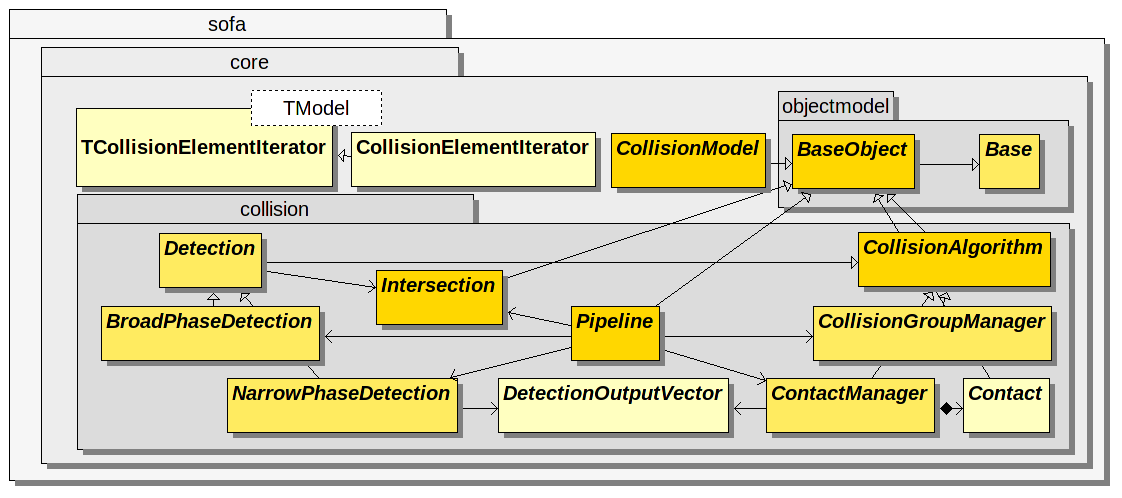 sofa
core
TModel
objectmodel
TCollisionElementIterator
CollisionElementIterator
CollisionModel
BaseObject
Base
collision
Detection
CollisionAlgorithm
Intersection
BroadPhaseDetection
Pipeline
CollisionGroupManager
NarrowPhaseDetection
DetectionOutputVector
ContactManager
Contact